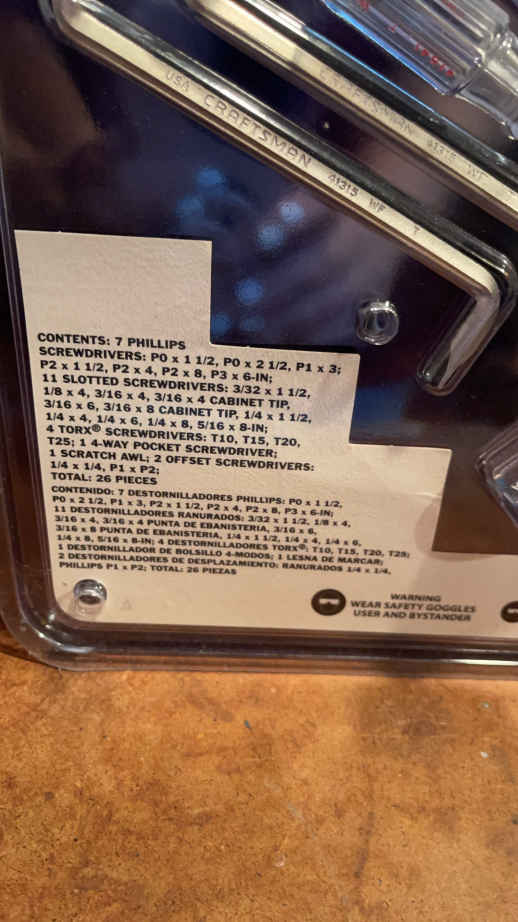 CRAFTSMAN 41316 WF
USA CRAFTSMAN 41315 WF T
CONTENTS: 7 PHILLIPS
SCREWDRIVERS: P0 x 1 1/2, P0 x 2 1/2, P1 x 3;
P2 x 1 1/2, P2 x 4, P2 x 8, P3 x 6-IN;
11 SLOTTED SCREWDRIVERS: 3/32 x 1 1/2,
1/8 x 4, 3/16 x 4, 3/16 x 4 CABINET TIP,
3/16 x 6, 3/16 x 8 CABINET TIP, 1/4 x 1 1/2,
1/4 x 4, 1/4 x 6, 1/4 x 8, 5/16 x 8-IN;
4 TORX® SCREWDRIVERS: T10, T15, T20,
T25; 1 4-WAY POCKET SCREWDRIVER;
1 SCRATCH AWL; 2 OFFSET SCREWDRIVERS:
1/4 x 1/4, P1 x P2;
TOTAL: 26 PIECES
CONTENIDO: 7 DESTORNILLADORES PHILLIPS: P0 x 1 1/2,
P0 x 2 1/2, P1 x 3, P2 x 1 1/2, P2 x 4, P2 x 8, P3 x 6-IN;
11 DESTORNILLADORES RANURADOS: 3/32 x 1 1/2, 1/8 x 4,
3/16 x 4, 3/16 x 4 PUNTA DE EBANISTERIA, 3/16 x 6,
3/16 x 8 PUNTA DE EBANISTERIA, 1/4 x 1 1/2, 1/4 x 4, 1/4 x 6,
1/4 x 8, 5/16 x 8-IN; 4 DESTORNILLADORES TORX®: T10, T15, T20, T25;
1 DESTORNILLADOR DE BOLSILLO 4-MODOS; 1 LESNA DE MARCAR;
2 DESTORNILLADORES DE DESPLAZAMIENTO: RANURADOS 1/4 x 1/4,
PHILLIPS P1 x P2; TOTAL: 26 PIEZAS
WARNING
WEAR SAFETY GOGGLES
USER AND BYSTANDER